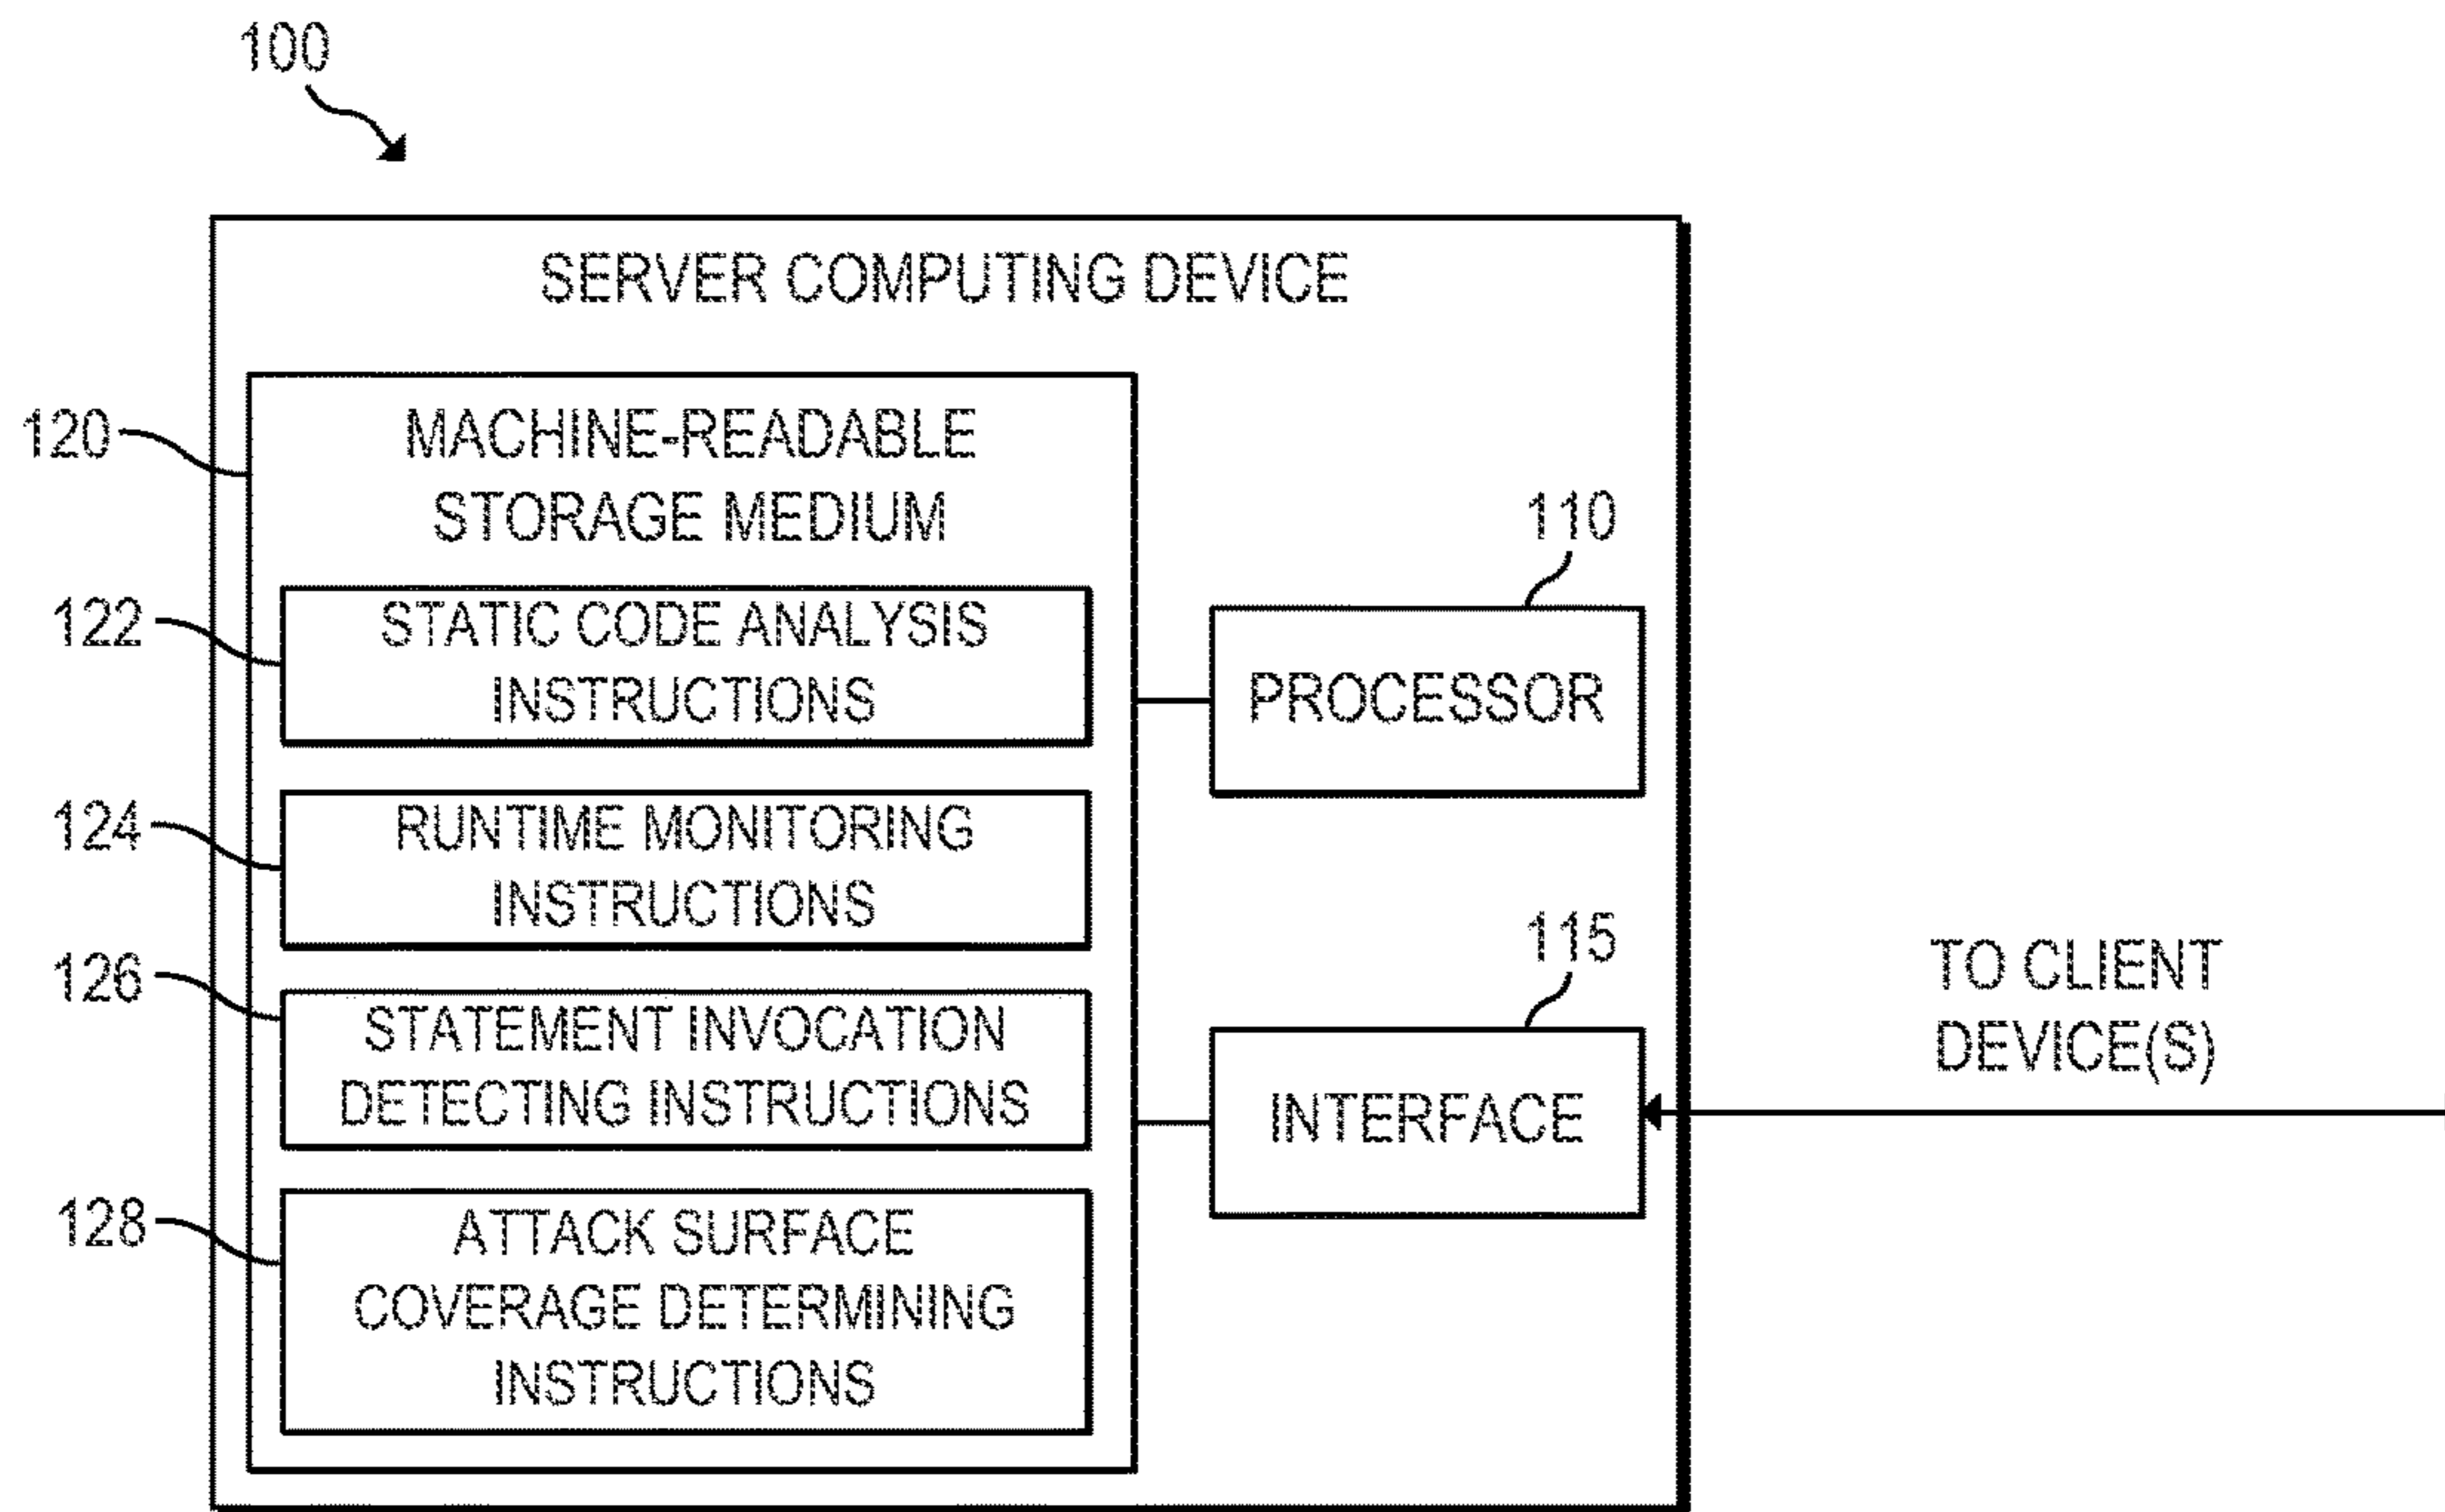 100
SERVER COMPUTING DEVICE
120
MACHINE-READABLE
STORAGE MEDIUM
122
STATIC CODE ANALYSIS
INSTRUCTIONS
124
RUNTIME MONITORING
INSTRUCTIONS
126
STATEMENT INVOCATION
DETECTING INSTRUCTIONS
128
ATTACK SURFACE
COVERAGE DETERMINING
INSTRUCTIONS
110
PROCESSOR
115
INTERFACE
TO CLIENT
DEVICE(S)